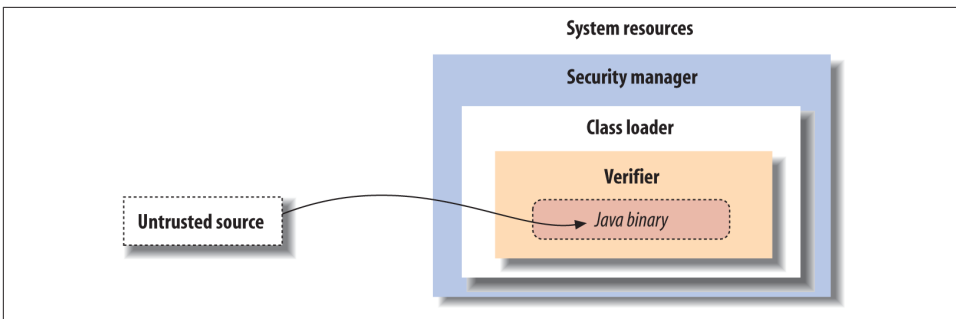 System resources
Security manager
Class loader
Verifier
Untrusted source
Java binary